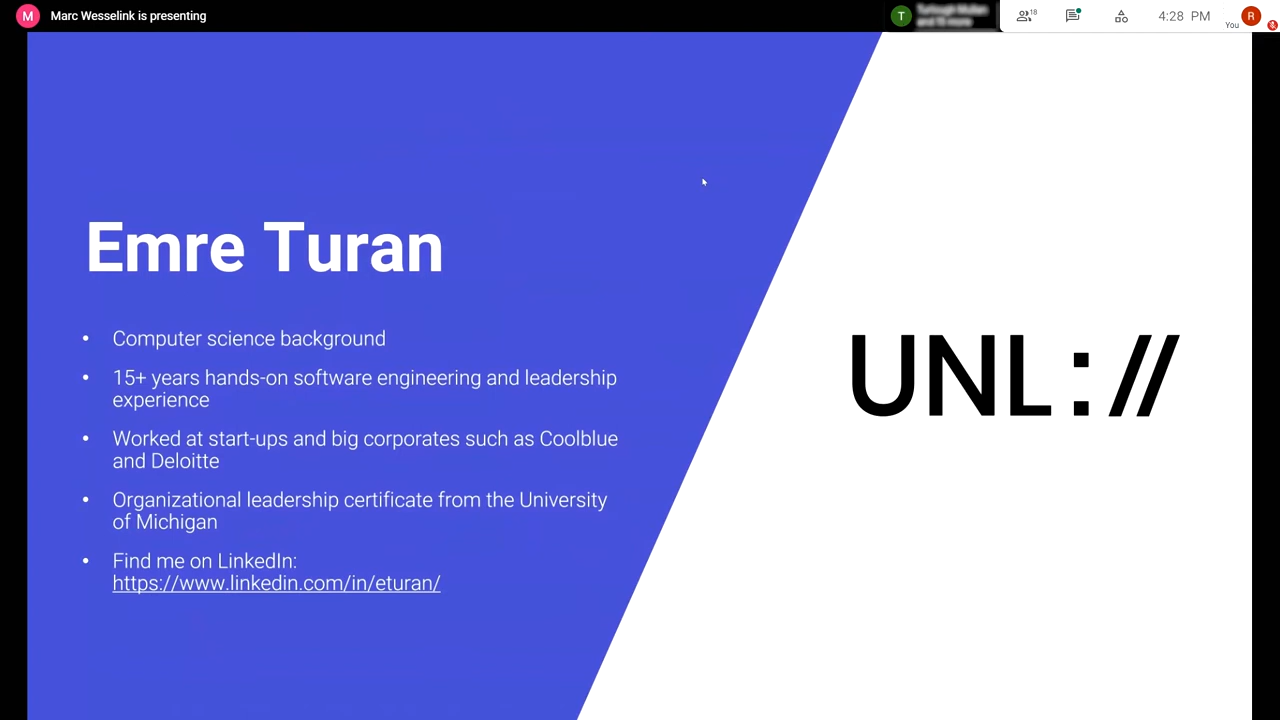 M Marc Wesselink is presenting
T
18
4:28 PM
You
R
Emre Turan
• Computer science background
• 15+ years hands-on software engineering and leadership
experience
• Worked at start-ups and big corporates such as Coolblue
and Deloitte
• Organizational leadership certificate from the University
of Michigan
• Find me on LinkedIn:
https://www.linkedin.com/in/eturan/
UNL://